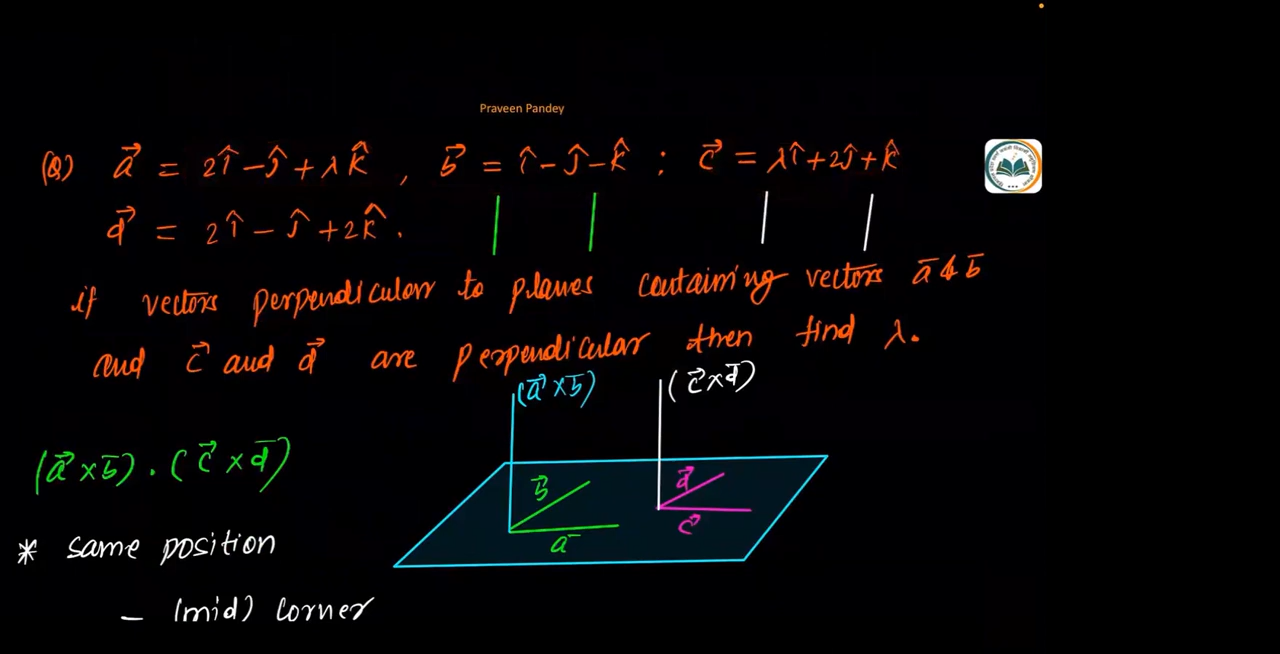 Praveen Pandey
(Q) a⃗ = 2î - ĵ + λk̂ , b⃗ = î - ĵ - k̂ ; c⃗ = λî + 2ĵ + k̂
d⃗ = 2î - ĵ + 2k̂ .
if vectors perpendicular to planes containing vectors a̅ & b̅
and c⃗ and d⃗ are perpendicular then find λ.
(a⃗ × b̅) (c⃗ × d̅)
(a⃗ × b̅) . (c⃗ × d̅)
b⃗ d⃗
a̅ c⃗
* same position
- (mid) corner